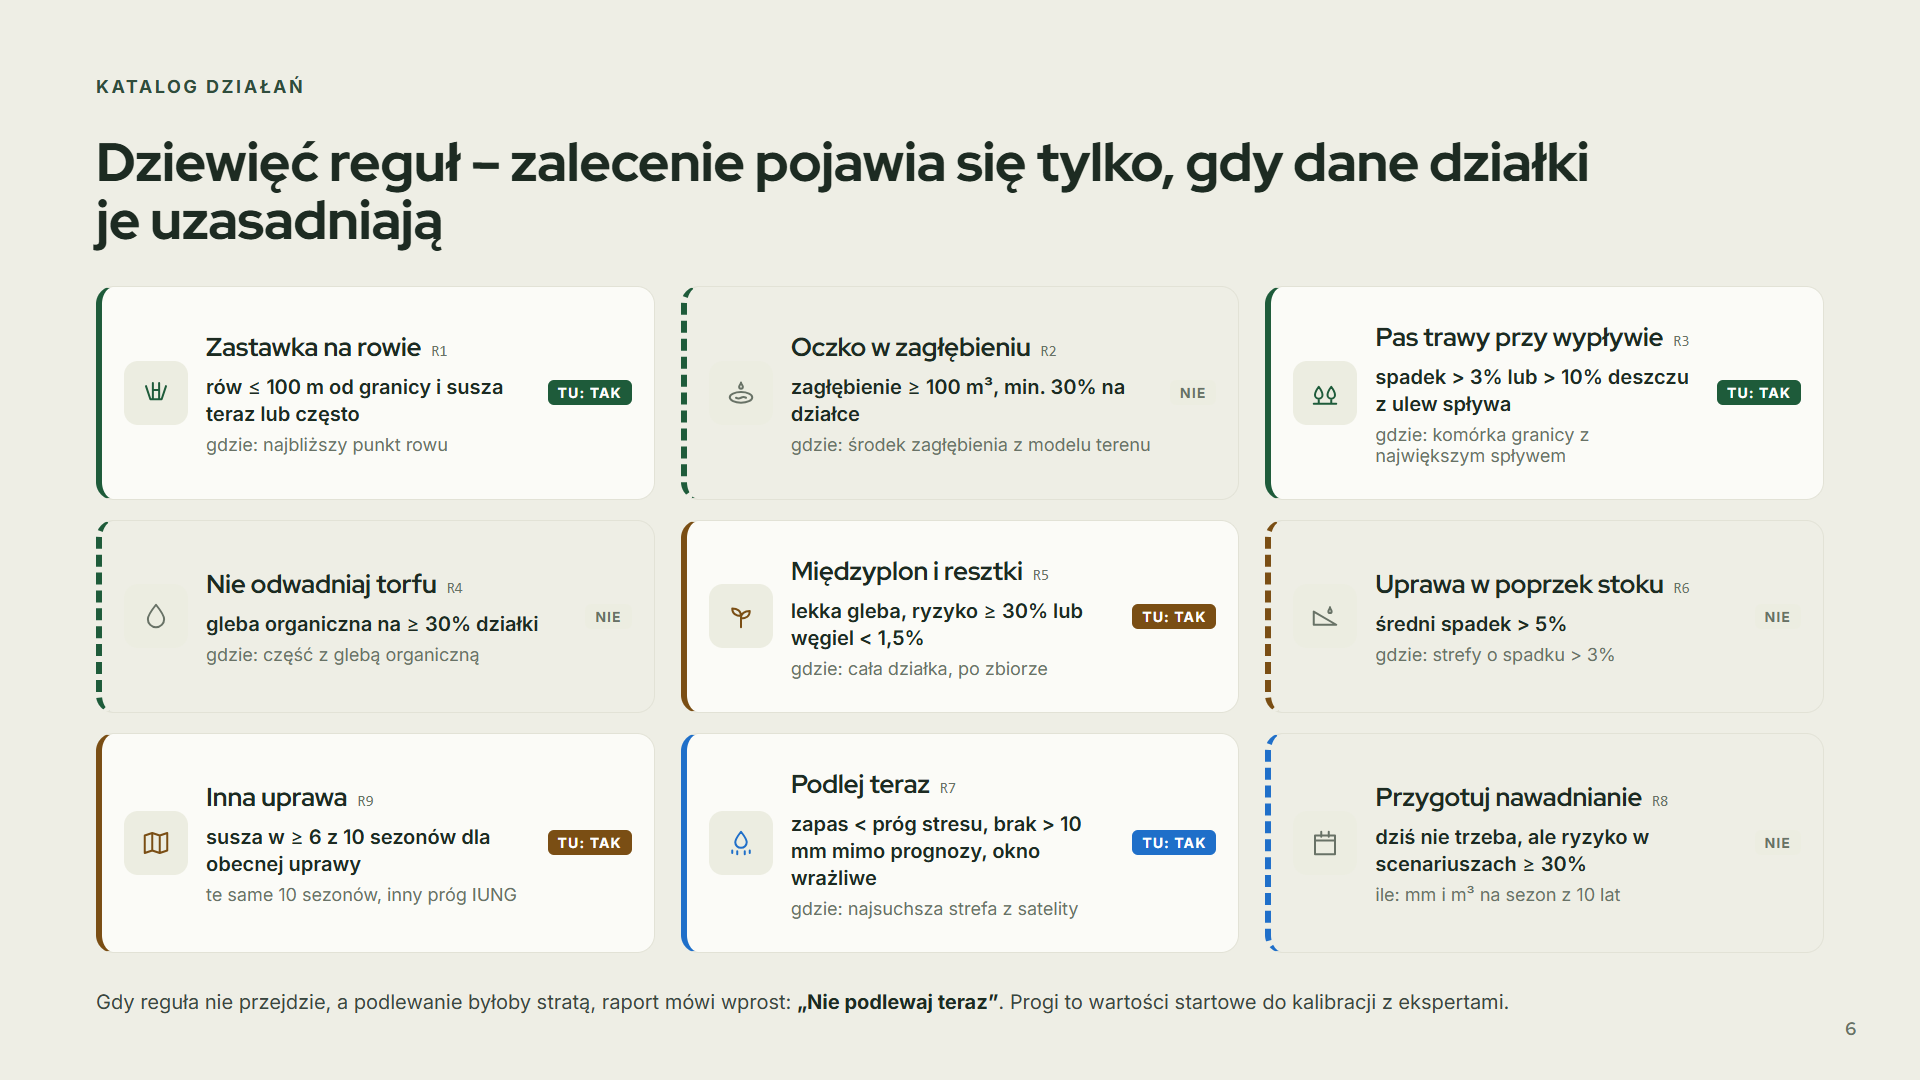 KATALOG DZIAŁAŃ
Dziewięć reguł – zalecenie pojawia się tylko, gdy dane działki
je uzasadniają
Zastawka na rowie R1
rów ≤ 100 m od granicy i susza
teraz lub często
gdzie: najbliższy punkt rowu
TU: TAK
Oczko w zagłębieniu R2
zagłębienie ≥ 100 m³, min. 30% na
działce
gdzie: środek zagłębienia z modelu terenu
NIE
Pas trawy przy wypływie R3
spadek > 3% lub > 10% deszczu
z ulew spływa
gdzie: komórka granicy z
największym spływem
TU: TAK
Nie odwadniaj torfu R4
gleba organiczna na ≥ 30% działki
gdzie: część z glebą organiczną
NIE
Międzyplon i resztki R5
lekka gleba, ryzyko ≥ 30% lub
węgiel < 1,5%
gdzie: cała działka, po zbiorze
TU: TAK
Uprawa w poprzek stoku R6
średni spadek > 5%
gdzie: strefy o spadku > 3%
NIE
Inna uprawa R9
susza w ≥ 6 z 10 sezonów dla
obecnej uprawy
te same 10 sezonów, inny próg IUNG
TU: TAK
Podlej teraz R7
zapas < próg stresu, brak > 10
mm mimo prognozy, okno
wrażliwe
gdzie: najsuchsza strefa z satelity
TU: TAK
Przygotuj nawadnianie R8
dziś nie trzeba, ale ryzyko w
scenariuszach ≥ 30%
ile: mm i m³ na sezon z 10 lat
NIE
Gdy reguła nie przejdzie, a podlewanie byłoby stratą, raport mówi wprost: „Nie podlewaj teraz”. Progi to wartości startowe do kalibracji z ekspertami.
6